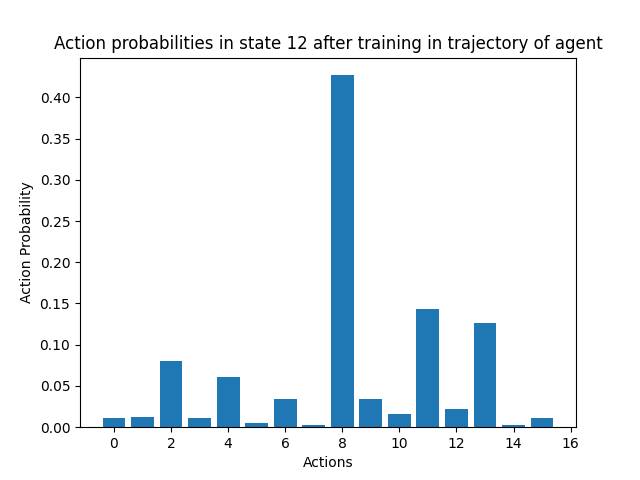 Action probabilities in state 12 after training in trajectory of agent
0.40
0.35
0.30
0.25
0.20
0.15
0.10
0.05
0.00
Action Probability
0 2 4 6 8 10 12 14 16
Actions